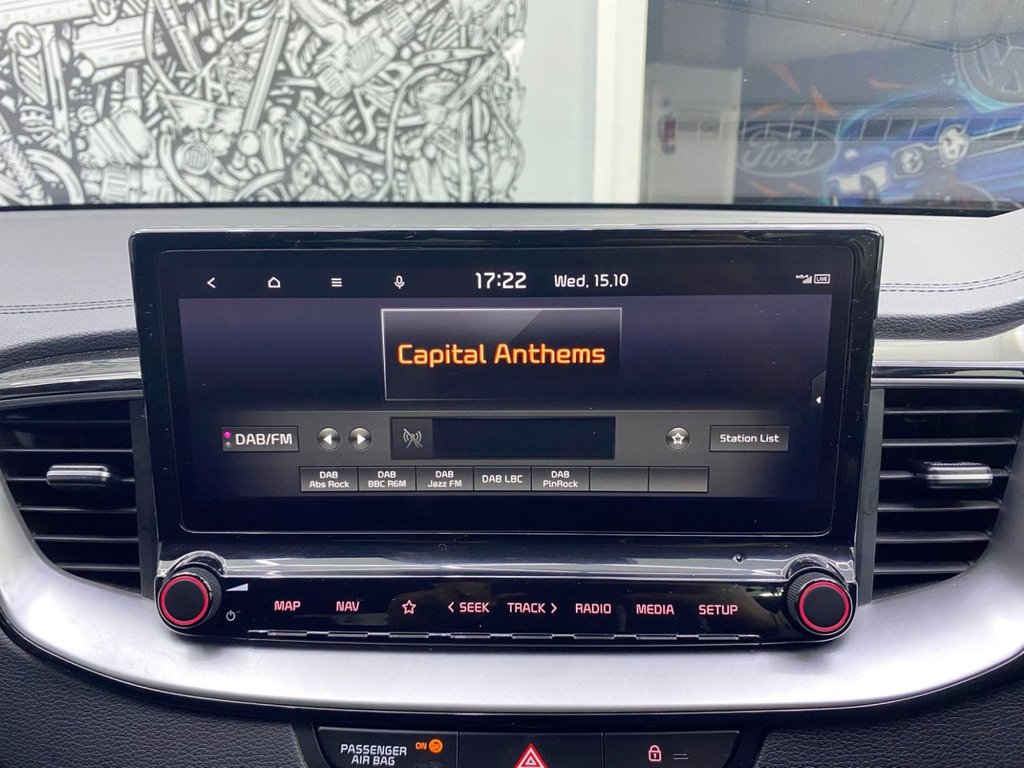 Ford
17:22 Wed, 15.10 LIVE
Capital Anthems
DAB/FM
Station List
DAB
Abs Rock
DAB
BBC R6M
DAB
Jazz FM
DAB LBC
DAB
PlnRock
MAP NAV SEEK TRACK RADIO MEDIA SETUP
PASSENGER
AIR BAG
ON